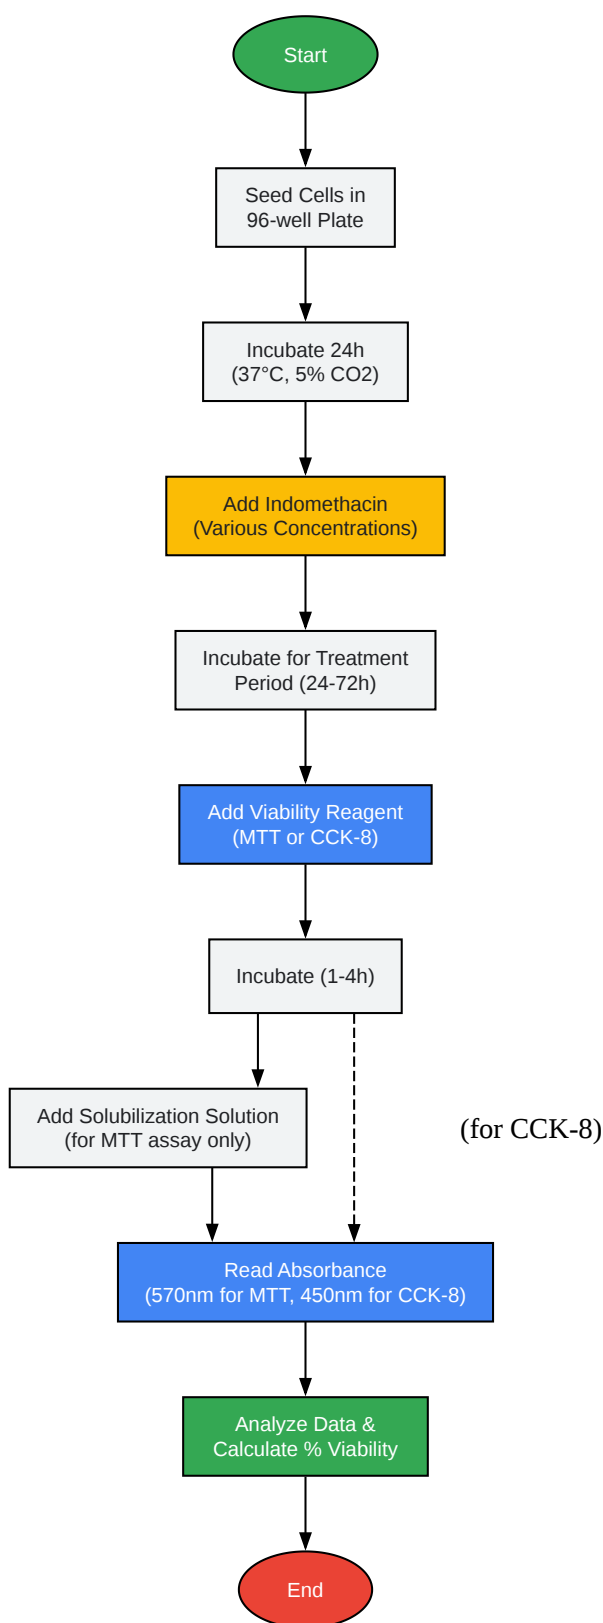 Start
Seed Cells in
96-well Plate
Incubate 24h
(37°C, 5% CO2)
Add Indomethacin
(Various Concentrations)
Incubate for Treatment
Period (24-72h)
Add Viability Reagent
(MTT or CCK-8)
Incubate (1-4h)
Add Solubilization Solution
(for MTT assay only)
(for CCK-8)
Read Absorbance
(570nm for MTT, 450nm for CCK-8)
Analyze Data &
Calculate % Viability
End